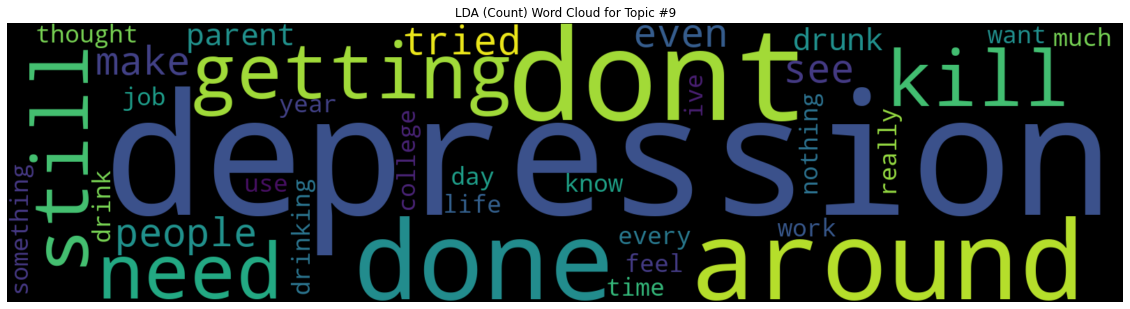 LDA (Count) Word Cloud for Topic #9
thought
parent
tried
dont
even
drunk
want
much
make
getting
see
kill
still
job
year
ive
depression
college
nothing
really
use
day
know
life
something
drink
drinking
people
need
done
every
work
around
feel
time